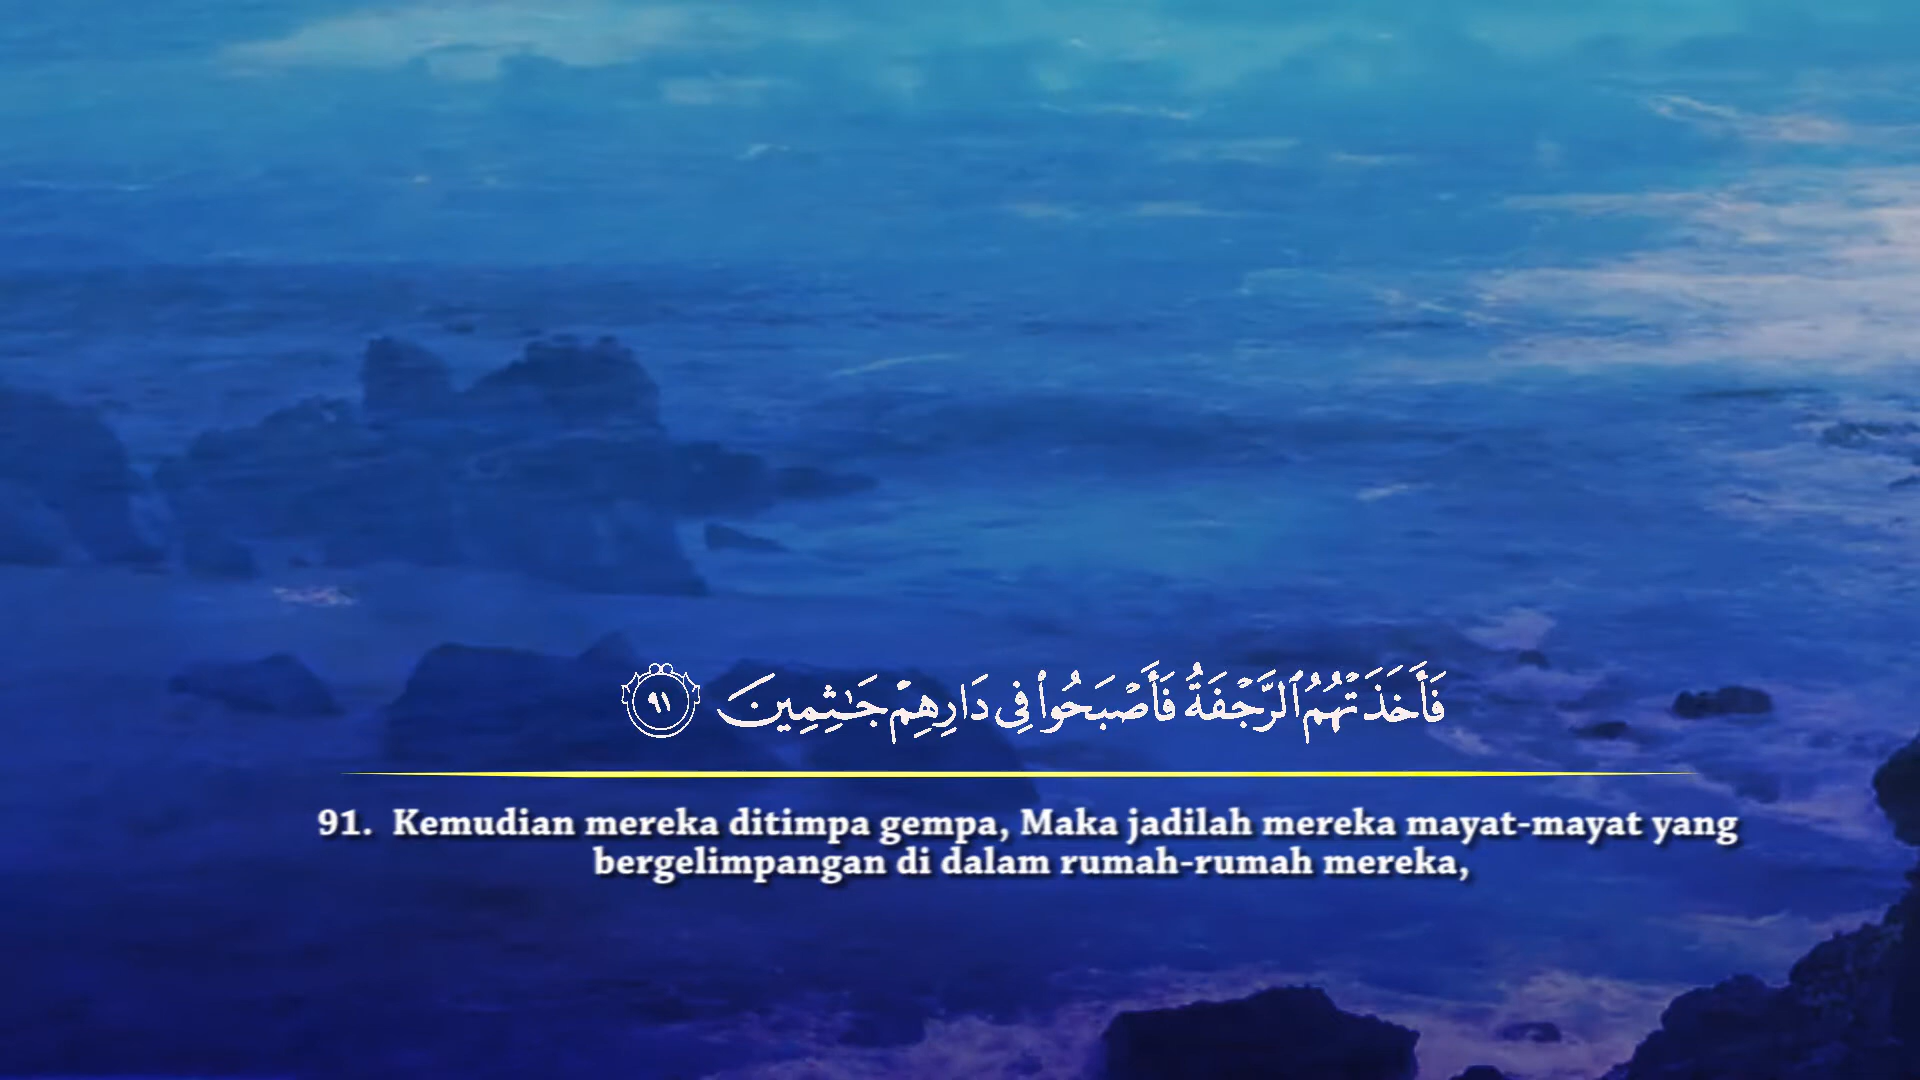 فَأَخَذَتْهُمُ ٱلرَّجْفَةُ فَأَصْبَحُوا۟ فِى دَارِهِمْ جَـٰثِمِينَ ٩١
91. Kemudian mereka ditimpa gempa, Maka jadilah mereka mayat-mayat yang
bergelimpangan di dalam rumah-rumah mereka,